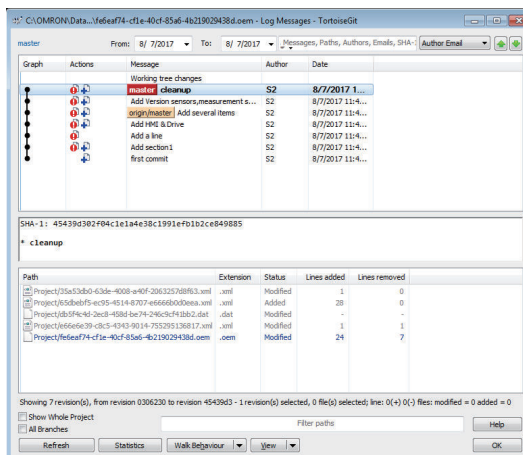 C:\OMRON\Data...\fe6eaf74-cf1e-40cf-85a6-4b219029438d.oem - Log Messages - TortoiseGit
master From: 8/ 7/2017 To: 8/ 7/2017 Messages, Paths, Authors, Emails, SHA-1 Author Email
Graph Actions Message Author Date
Working tree changes
master cleanup S2 8/7/2017 1...
Add Version sensors,measurement s... S2 8/7/2017 11:4...
origin/master Add several items S2 8/7/2017 11:4...
Add HMI & Drive S2 8/7/2017 11:4...
Add a line S2 8/7/2017 11:4...
Add section1 S2 8/7/2017 11:4...
first commit S2 8/7/2017 11:4...
SHA-1: 45439d302f04c1e1a4e38c1991efb1b2ce849885
* cleanup
Path Extension Status Lines added Lines removed
Project/35a53db0-63de-4008-a40f-2063257d8f63.xml .xml Modified 1 0
Project/65dbebf5-ec95-4514-8707-e6666b0d0eea.xml .xml Added 28 0
Project/db5f4c4d-2ec8-458d-be74-246c9cf41bb2.dat .dat Modified - -
Project/e66e6e39-c8c5-4343-9014-755295136817.xml .xml Modified 1 1
Project/fe6eaf74-cf1e-40cf-85a6-4b219029438d.oem .oem Modified 24 7
Showing 7 revision(s), from revision 0306230 to revision 45439d3 - 1 revision(s) selected, 0 file(s) selected; line: 0(+) 0(-) files: modified = 0 added = 0
Show Whole Project
All Branches
Filter paths
Help
Refresh Statistics Walk Behaviour View OK